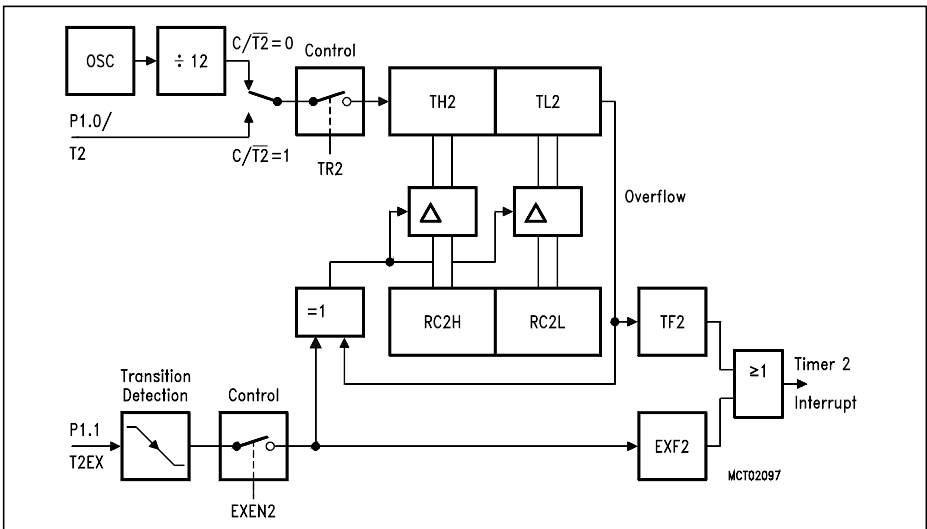 OSC
÷ 12
C/T2̅=0
Control
P1.0/
T2
C/T2̅=1
TR2
TH2
TL2
Overflow
=1
RC2H
RC2L
TF2
≥1
Timer 2
Interrupt
Transition
Detection
Control
P1.1
T2EX
EXEN2
EXF2
MCT02097